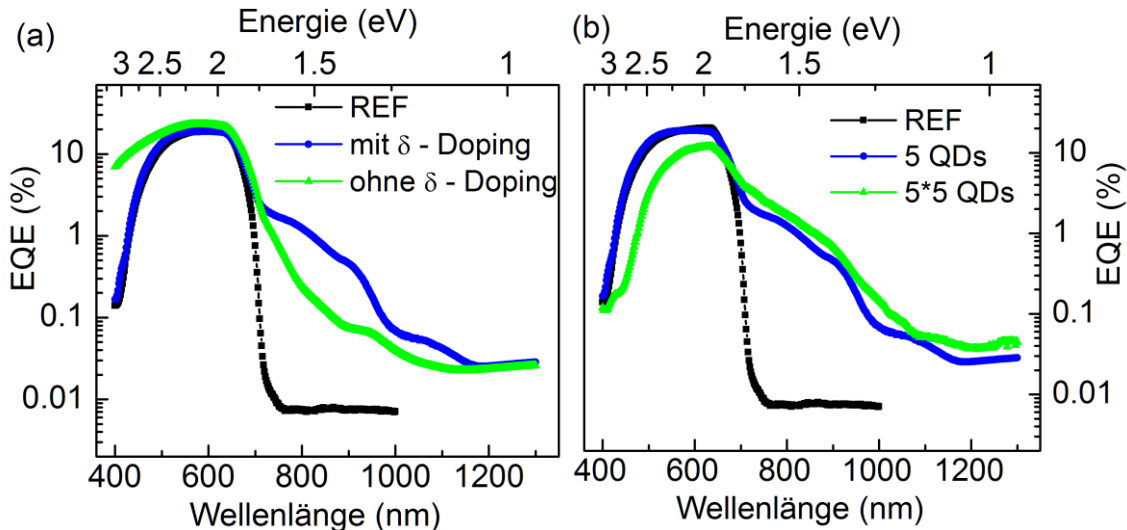 (a)
Energie (eV)
3 2.5 2 1.5 1
EQE (%)
10
1
0.1
0.01
REF
mit δ - Doping
ohne δ - Doping
400 600 800 1000 1200
Wellenlänge (nm)
(b)
Energie (eV)
3 2.5 2 1.5 1
REF
5 QDs
5*5 QDs
10
1
0.1
0.01
EQE (%)
400 600 800 1000 1200
Wellenlänge (nm)